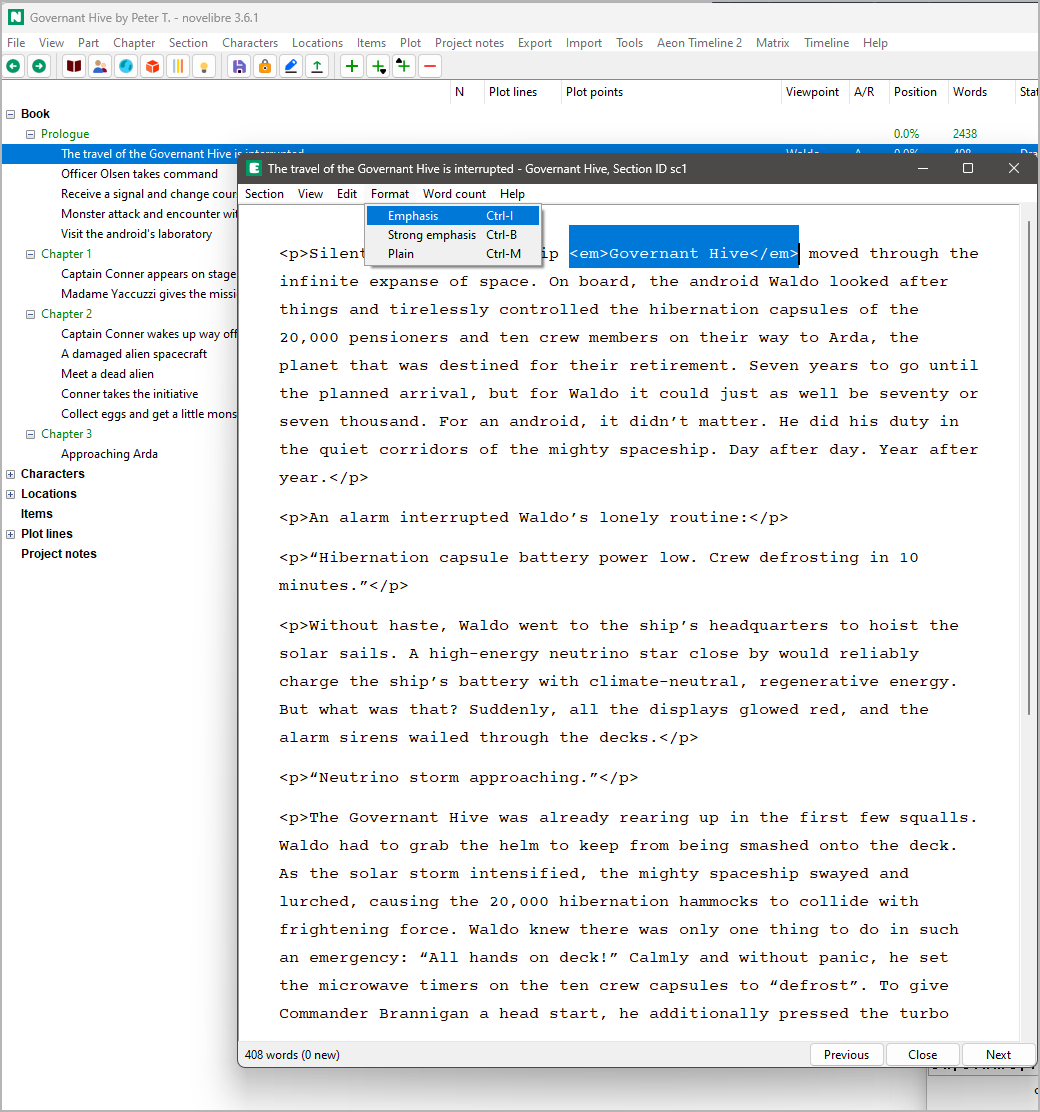 Governant Hive by Peter T. - novelibre 3.6.1
File View Part Chapter Section Characters Locations Items Plot Project notes Export Import Tools Aeon Timeline 2 Matrix Timeline Help
N Plot lines Plot points Viewpoint A/R Position Words
Book
Prologue 0.0% 2438
The travel of the Governant Hive is interrupted Waldo A 0.0% 408
Officer Olsen takes command
Receive a signal and change
Monster attack and encounter
Visit the android's laboratory
Chapter 1
Captain Conner appears on stage
Madame Yaccuzzi gives the
Chapter 2
Captain Conner wakes up way
A damaged alien spacecraft
Meet a dead alien
Conner takes the initiative
Collect eggs and get a little
Chapter 3
Approaching Arda
Characters
Locations
Items
Plot lines
Project notes
The travel of the Governant Hive is interrupted - Governant Hive, Section ID sc1
Section View Edit Format Word count Help
Emphasis Ctrl-I
Strong emphasis Ctrl-B
Plain Ctrl-M
<p>Silent <em>Governant Hive</em> moved through the
infinite expanse of space. On board, the android Waldo looked after
things and tirelessly controlled the hibernation capsules of the
20,000 pensioners and ten crew members on their way to Arda, the
planet that was destined for their retirement. Seven years to go until
the planned arrival, but for Waldo it could just as well be seventy or
seven thousand. For an android, it didn’t matter. He did his duty in
the quiet corridors of the mighty spaceship. Day after day. Year after
year.</p>
<p>An alarm interrupted Waldo’s lonely routine:</p>
<p>“Hibernation capsule battery power low. Crew defrosting in 10
minutes.”</p>
<p>Without haste, Waldo went to the ship’s headquarters to hoist the
solar sails. A high-energy neutrino star close by would reliably
charge the ship’s battery with climate-neutral, regenerative energy.
But what was that? Suddenly, all the displays glowed red, and the
alarm sirens wailed through the decks.</p>
<p>“Neutrino storm approaching.”</p>
<p>The Governant Hive was already rearing up in the first few squalls.
Waldo had to grab the helm to keep from being smashed onto the deck.
As the solar storm intensified, the mighty spaceship swayed and
lurched, causing the 20,000 hibernation hammocks to collide with
frightening force. Waldo knew there was only one thing to do in such
an emergency: “All hands on deck!” Calmly and without panic, he set
the microwave timers on the ten crew capsules to “defrost”. To give
Commander Brannigan a head start, he additionally pressed the turbo
408 words (0 new) Previous Close Next